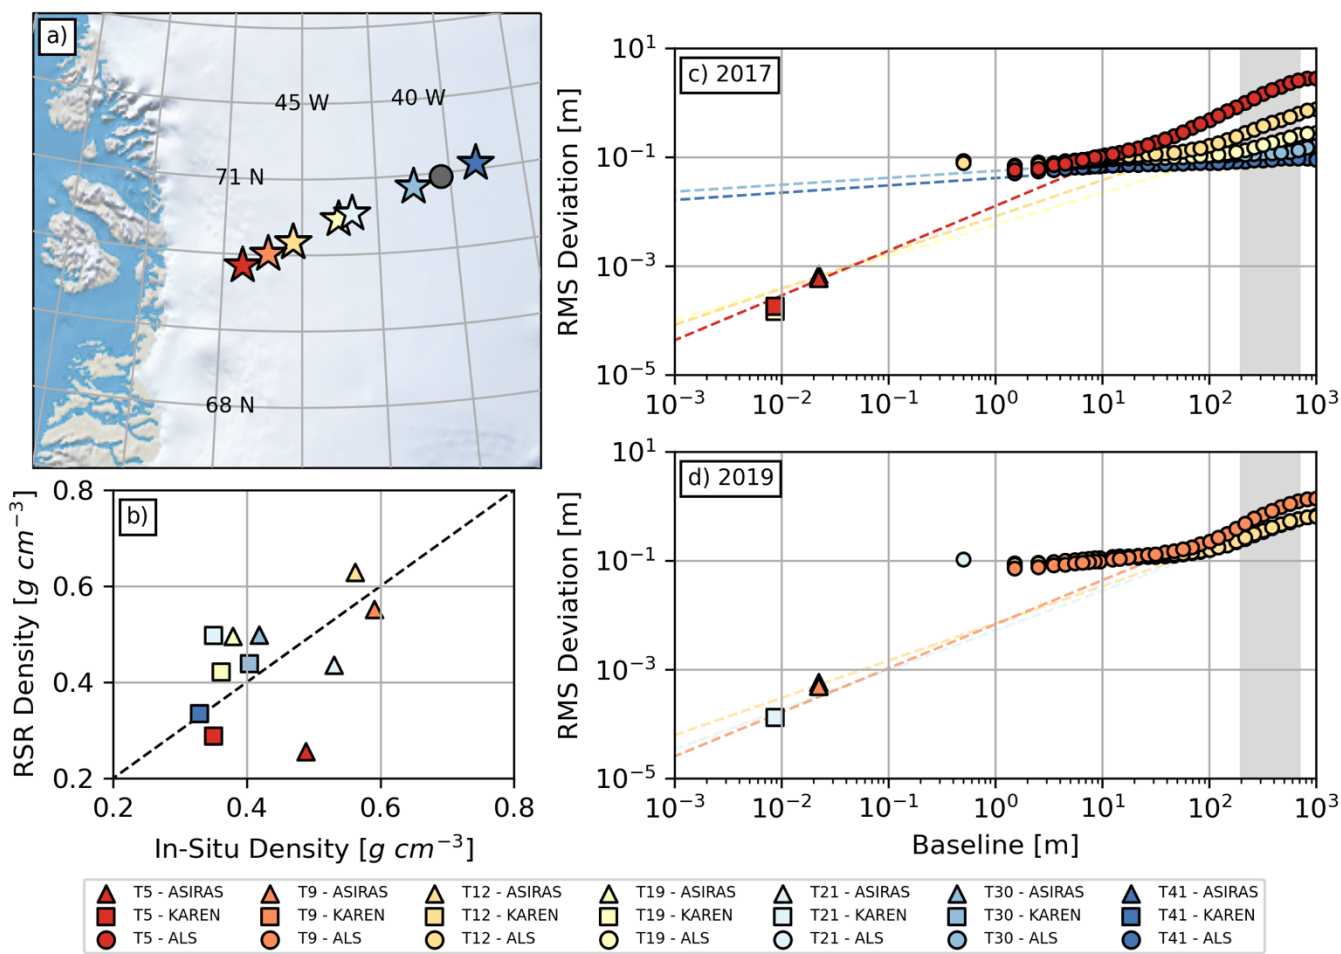 a)
45 W
40 W
71 N
68 N
RSR Density [g cm⁻³]
0.8
0.6
0.4
0.2
b)
0.2 0.4 0.6 0.8
In-Situ Density [g cm⁻³]
RMS Deviation [m]
10¹
10⁻¹
10⁻³
10⁻⁵
c) 2017
10⁻³ 10⁻² 10⁻¹ 10⁰ 10¹ 10² 10³
RMS Deviation [m]
10¹
10⁻¹
10⁻³
10⁻⁵
d) 2019
10⁻³ 10⁻² 10⁻¹ 10⁰ 10¹ 10² 10³
Baseline [m]
T5 - ASIRAS T9 - ASIRAS T12 - ASIRAS T19 - ASIRAS T21 - ASIRAS T30 - ASIRAS T41 - ASIRAS
T5 - KAREN T9 - KAREN T12 - KAREN T19 - KAREN T21 - KAREN T30 - KAREN T41 - KAREN
T5 - ALS T9 - ALS T12 - ALS T19 - ALS T21 - ALS T30 - ALS T41 - ALS